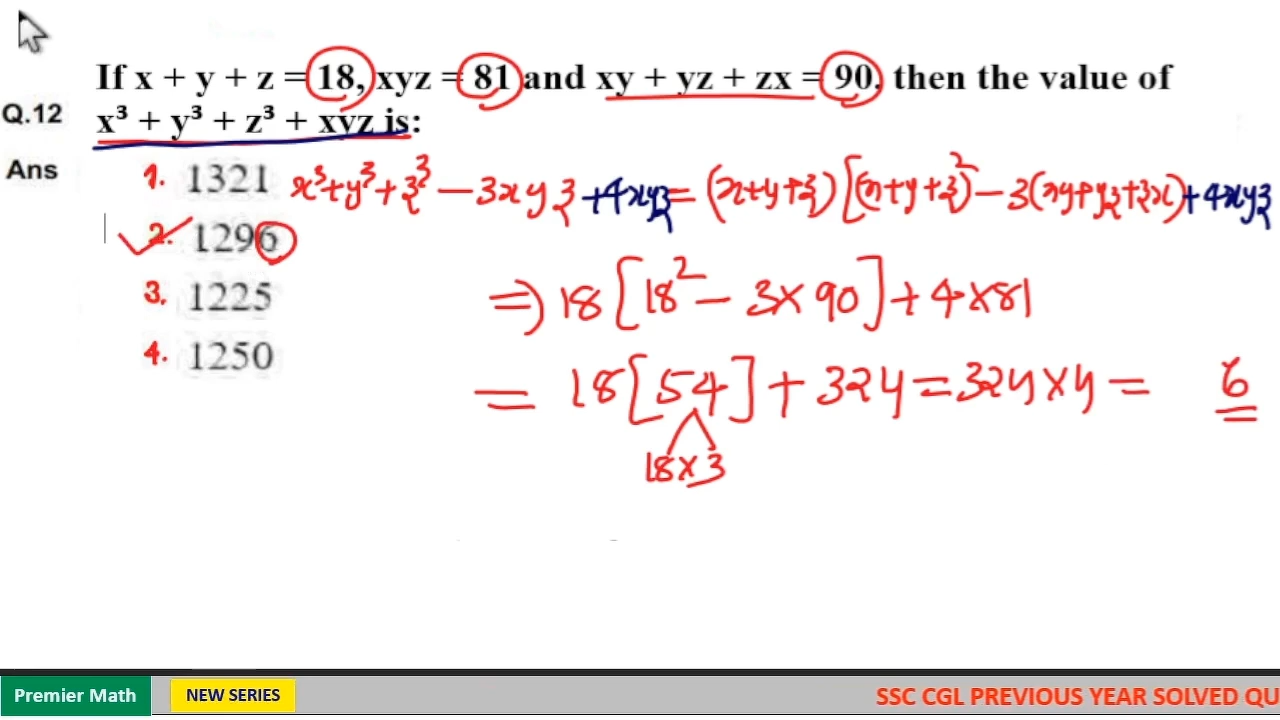 If x + y + z = 18, xyz = 81 and xy + yz + zx = 90, then the value of
Q.12 x³ + y³ + z³ + xyz is:
Ans 1. 1321 x³+y³+z³ – 3xyz +4xyz = (x+y+z) [(x+y+z)² – 3(xy+yz+zx) +4xyz
2. 1296
⇒ 18 [18² – 3×90] + 4×81
3. 1225
4. 1250
= 18 [54] + 324 = 324×4 = 6
18×3
Premier Math NEW SERIES SSC CGL PREVIOUS YEAR SOLVED QU